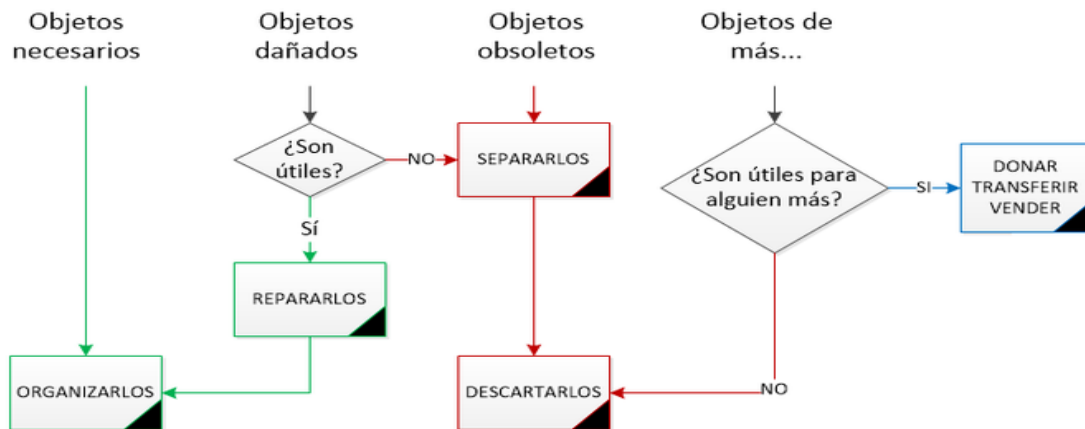 Objetos
necesarios
Objetos
dañados
Objetos
obsoletos
Objetos de
más...
¿Son
útiles?
NO
SEPARARLOS
¿Son útiles para
alguien más?
SI
DONAR
TRANSFERIR
VENDER
Sí
REPARARLOS
ORGANIZARLOS
DESCARTARLOS
NO